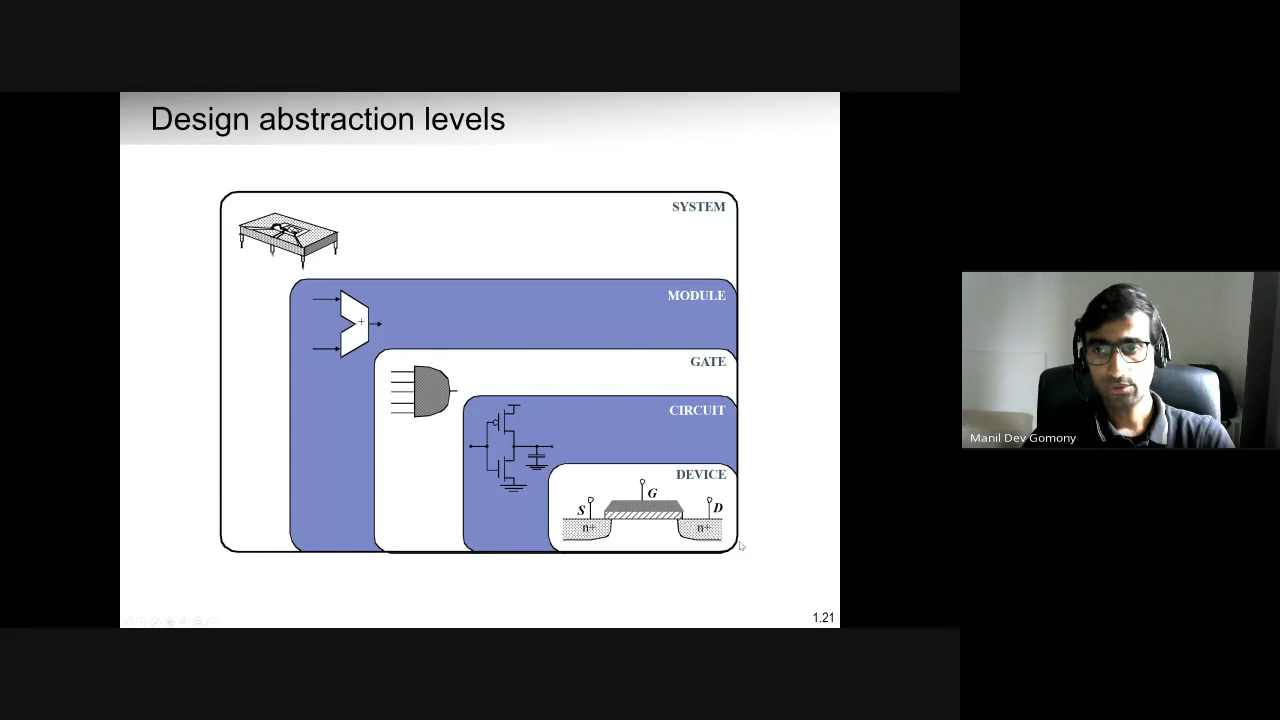 Design abstraction levels
SYSTEM
MODULE
+
GATE
CIRCUIT
DEVICE
G
S
D
n+
n+
1.21
Manil Dev Gomony